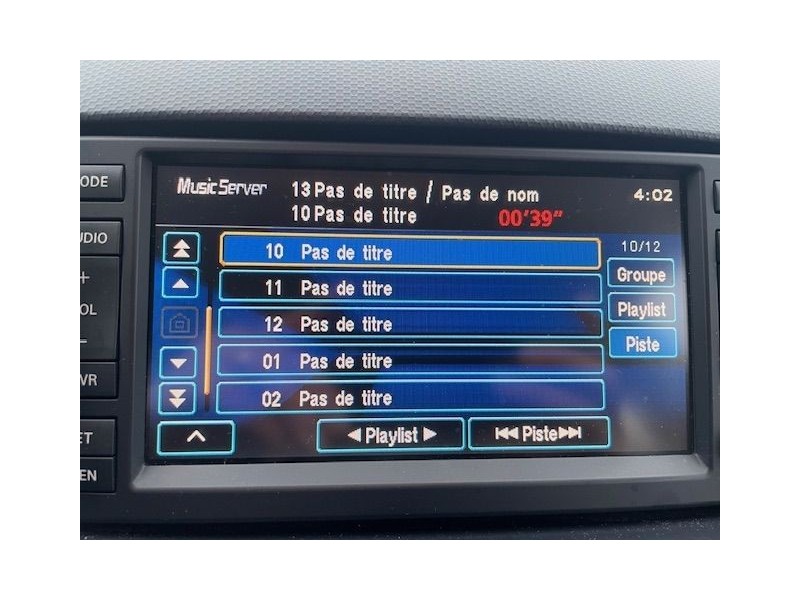 ODE
MusicServer 13 Pas de titre / Pas de nom 4:02
10 Pas de titre 00'39"
UDIO
10 Pas de titre 10/12
Groupe
+
11 Pas de titre
OL
Playlist
12 Pas de titre
−
Piste
01 Pas de titre
VR
02 Pas de titre
ET
◀ Playlist ▶ ⏮ Piste ⏭
EN